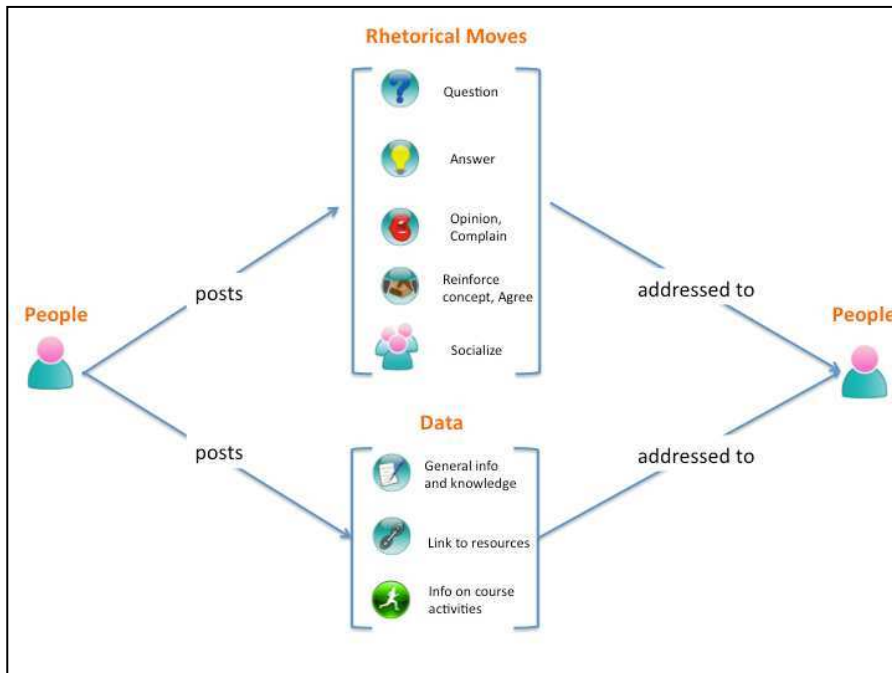 Rhetorical Moves
Question
Answer
Opinion,
Complain
Reinforce
concept, Agree
Socialize
posts
addressed to
People
People
Data
posts
addressed to
General info
and knowledge
Link to resources
Info on course
activities